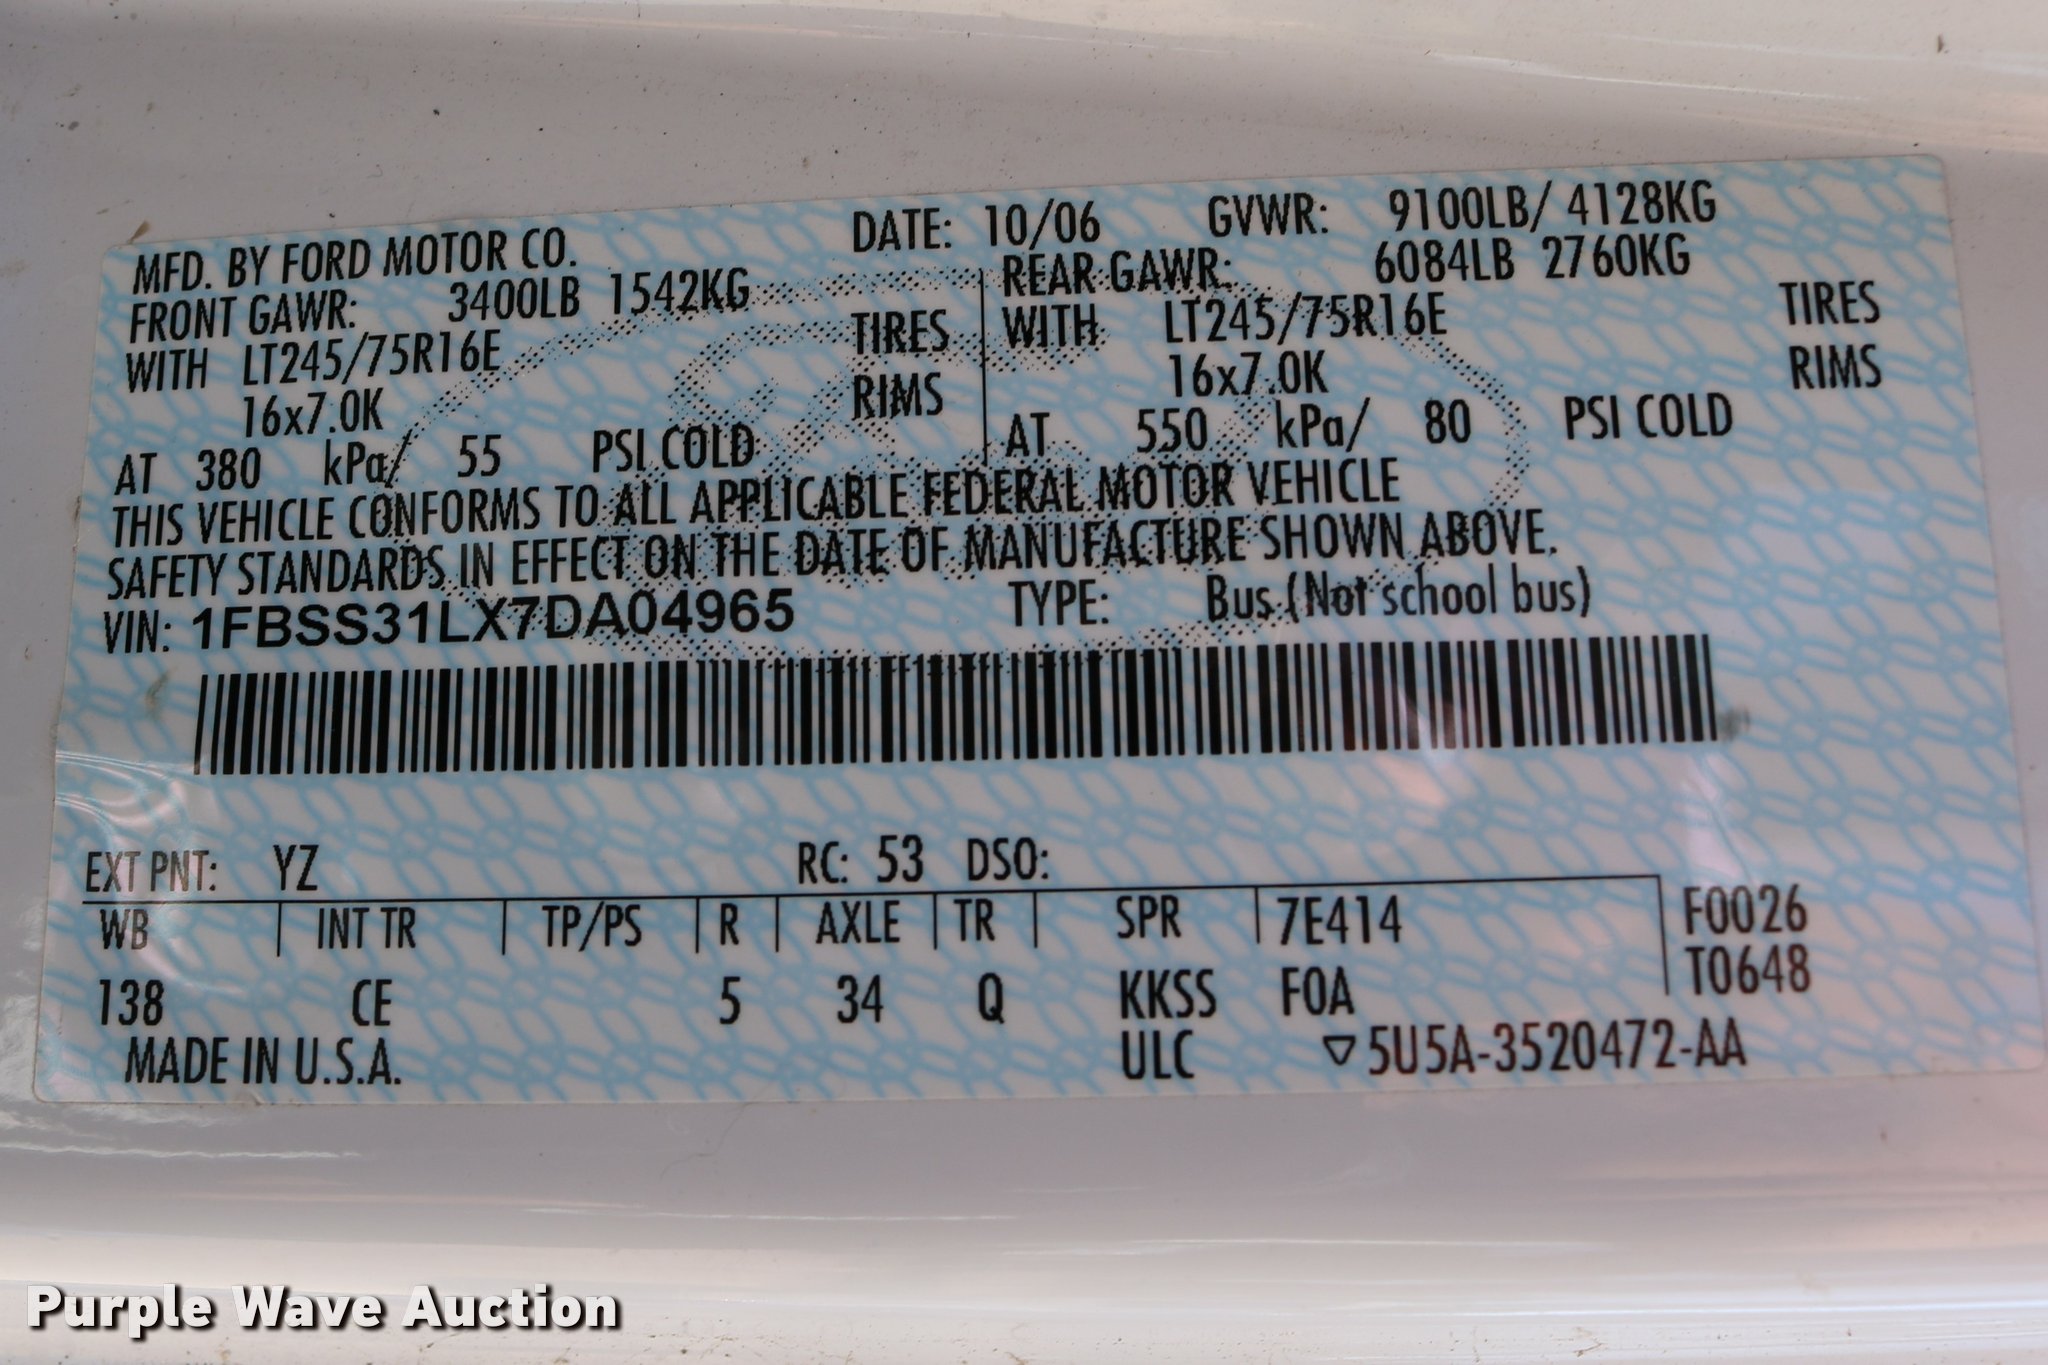 MFD. BY FORD MOTOR CO. DATE: 10/06 GVWR: 9100LB/ 4128KG
FRONT GAWR: 3400LB 1542KG REAR GAWR: 6084LB 2760KG
WITH LT245/75R16E TIRES WITH LT245/75R16E TIRES
16x7.0K RIMS 16x7.0K RIMS
AT 380 kPa/ 55 PSI COLD AT 550 kPa/ 80 PSI COLD
THIS VEHICLE CONFORMS TO ALL APPLICABLE FEDERAL MOTOR VEHICLE
SAFETY STANDARDS IN EFFECT ON THE DATE OF MANUFACTURE SHOWN ABOVE.
VIN: 1FBSS31LX7DA04965 TYPE: Bus (Not school bus)
EXT PNT: YZ RC: 53 DSO:
WB INT TR TP/PS R AXLE TR SPR 7E414 F0026
138 CE 5 34 Q KKSS FOA T0648
MADE IN U.S.A. ULC ▽5U5A-3520472-AA
Purple Wave Auction